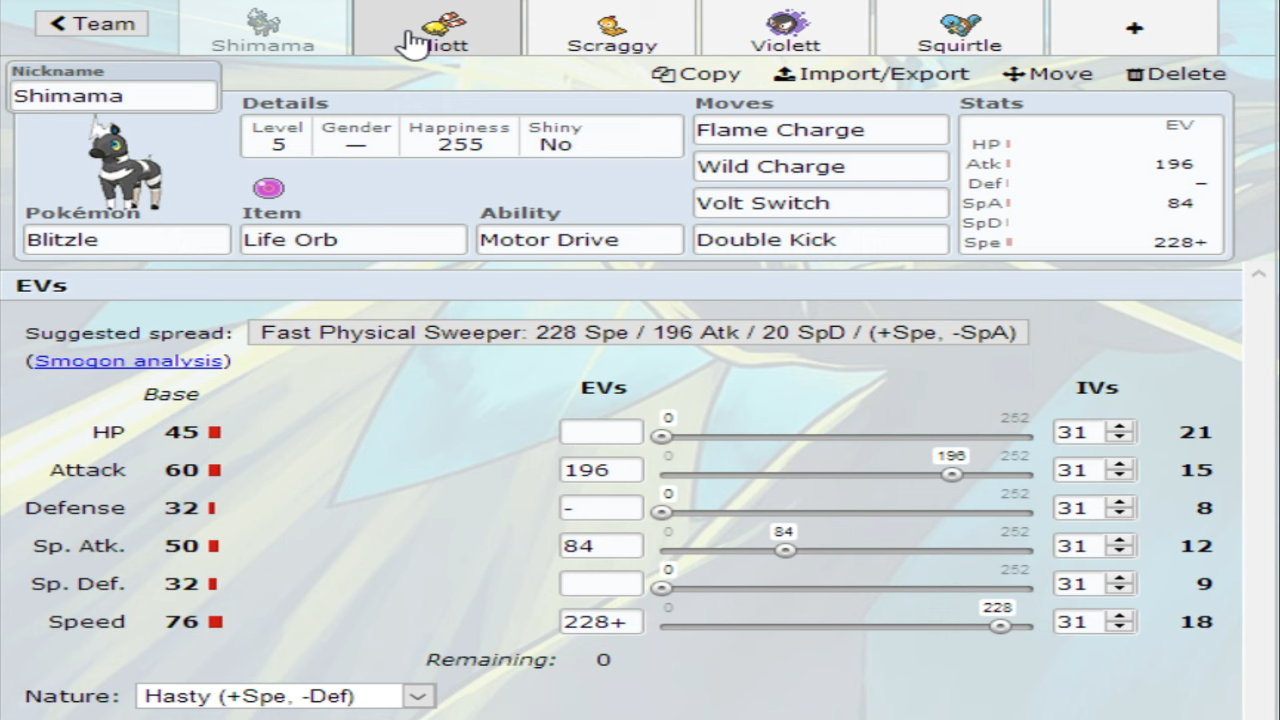 Team
Shimama
liott
Scraggy
Violett
Squirtle
+
Nickname
Shimama
Copy
Import/Export
Move
Delete
Details
Level Gender Happiness Shiny
5 — 255 No
Moves
Flame Charge
Wild Charge
Volt Switch
Double Kick
Stats
EV
HP
Atk 196
Def –
SpA 84
SpD
Spe 228+
Pokémon
Blitzle
Item
Life Orb
Ability
Motor Drive
EVs
Suggested spread: Fast Physical Sweeper: 228 Spe / 196 Atk / 20 SpD / (+Spe, -SpA)
(Smogon analysis)
Base EVs IVs
HP 45 0 252 31 21
Attack 60 196 0 196 252 31 15
Defense 32 - 0 252 31 8
Sp. Atk. 50 84 0 84 252 31 12
Sp. Def. 32 0 252 31 9
Speed 76 228+ 0 228 31 18
Remaining: 0
Nature: Hasty (+Spe, -Def)